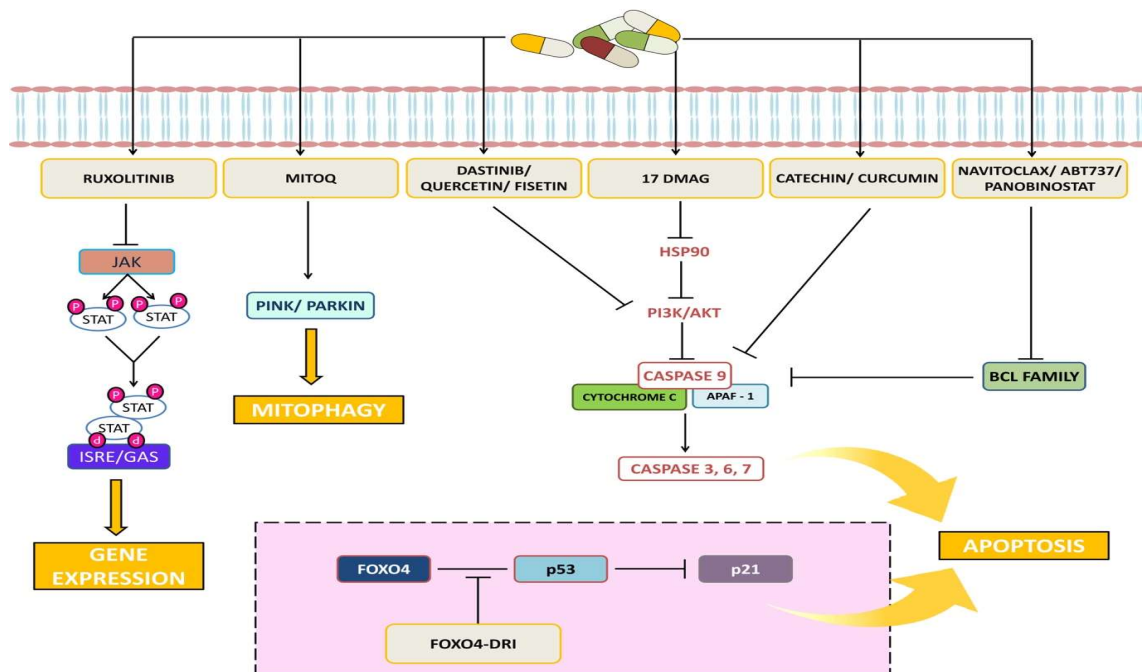 RUXOLITINIB
MITOQ
DASTINIB/
QUERCETIN/ FISETIN
17 DMAG
CATECHIN/ CURCUMIN
NAVITOCLAX/ ABT737/
PANOBINOSTAT
JAK
HSP90
P
P
P
P
STAT
STAT
PINK/ PARKIN
PI3K/AKT
CASPASE 9
BCL FAMILY
CYTOCHROME C
APAF - 1
P
P
STAT
STAT
P
P
MITOPHAGY
ISRE/GAS
CASPASE 3, 6, 7
GENE
EXPRESSION
APOPTOSIS
FOXO4
p53
p21
FOXO4-DRI